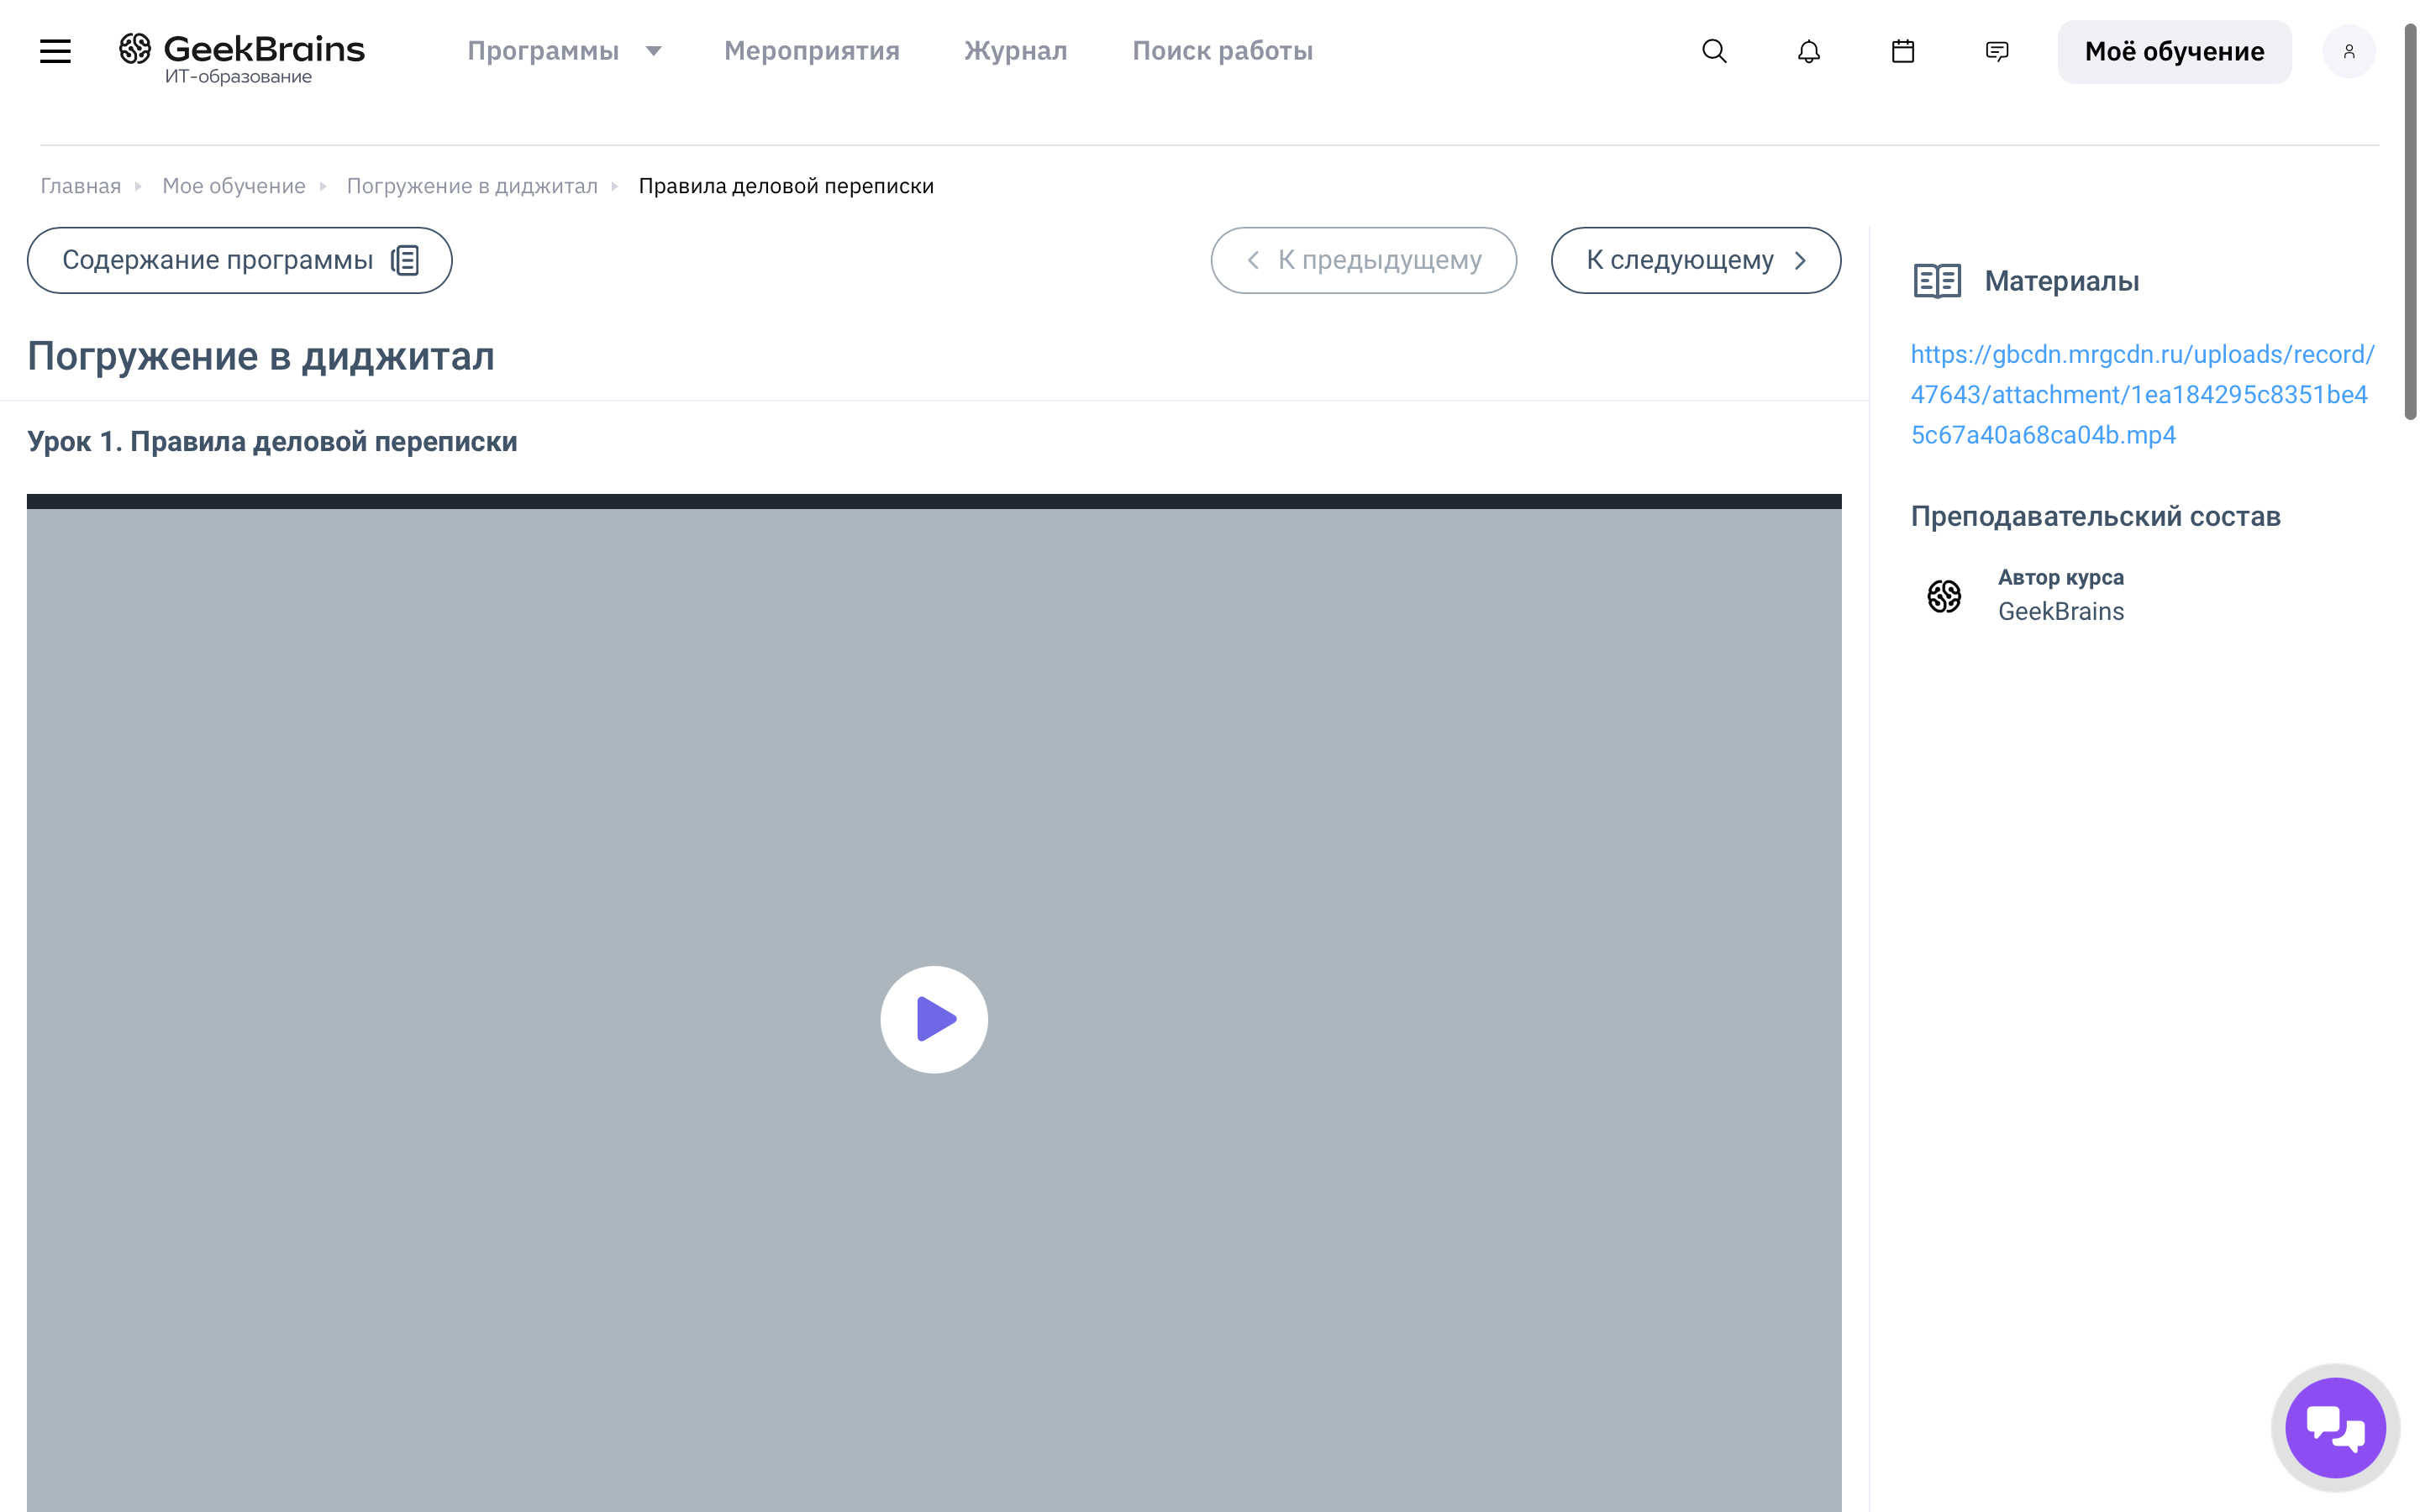 GeekBrains
ИТ-образование
Программы
Мероприятия
Журнал
Поиск работы
Моё обучение
Главная
Мое обучение
Погружение в диджитал
Правила деловой переписки
Содержание программы
К предыдущему
К следующему
Погружение в диджитал
Урок 1. Правила деловой переписки
Материалы
https://gbcdn.mrgcdn.ru/uploads/record/
47643/attachment/1ea184295c8351be4
5c67a40a68ca04b.mp4
Преподавательский состав
Автор курса
GeekBrains